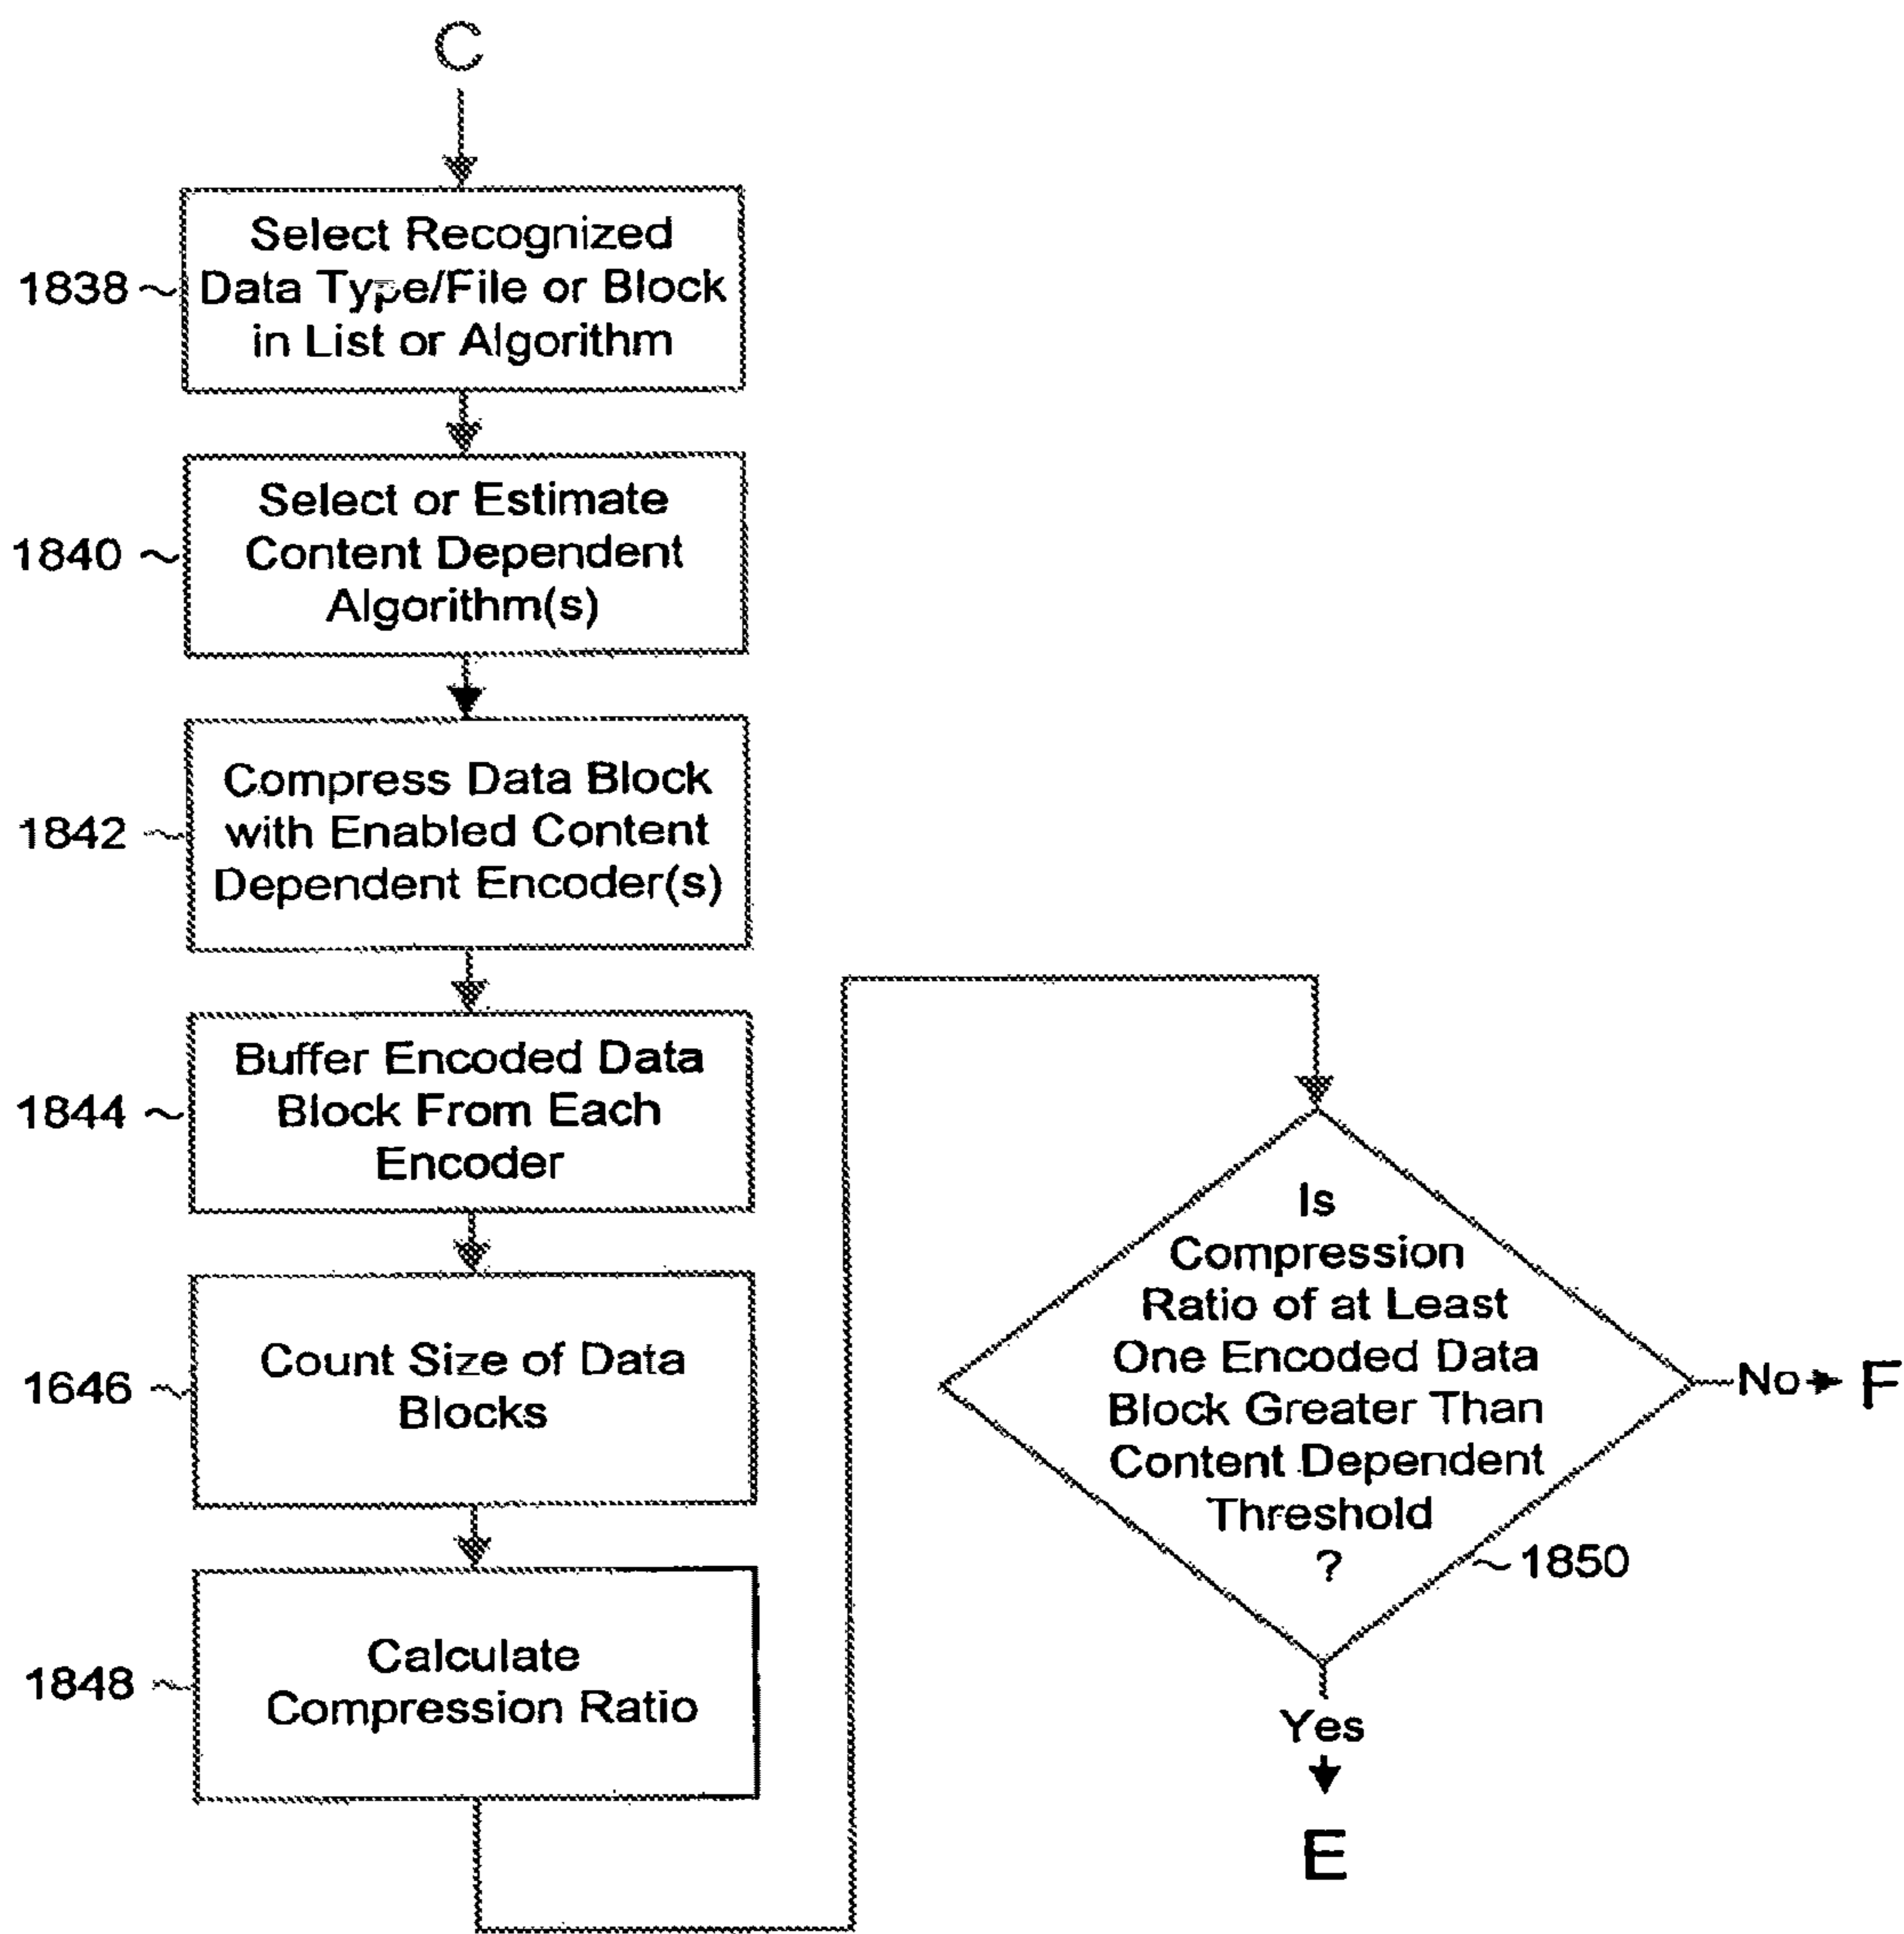 C
Select Recognized
1838
Data Type/File or Block
in List or Algorithm
Select or Estimate
1840
Content Dependent
Algorithm(s)
Compress Data Block
1842
with Enabled Content
Dependent Encoder(s)
Buffer Encoded Data
1844
Block From Each
Encoder
Count Size of Data
1646
Blocks
Calculate
1848
Compression Ratio
Is
Compression
Ratio of at Least
One Encoded Data
Block Greater Than
Content Dependent
Threshold
?
1850
No
F
Yes
E